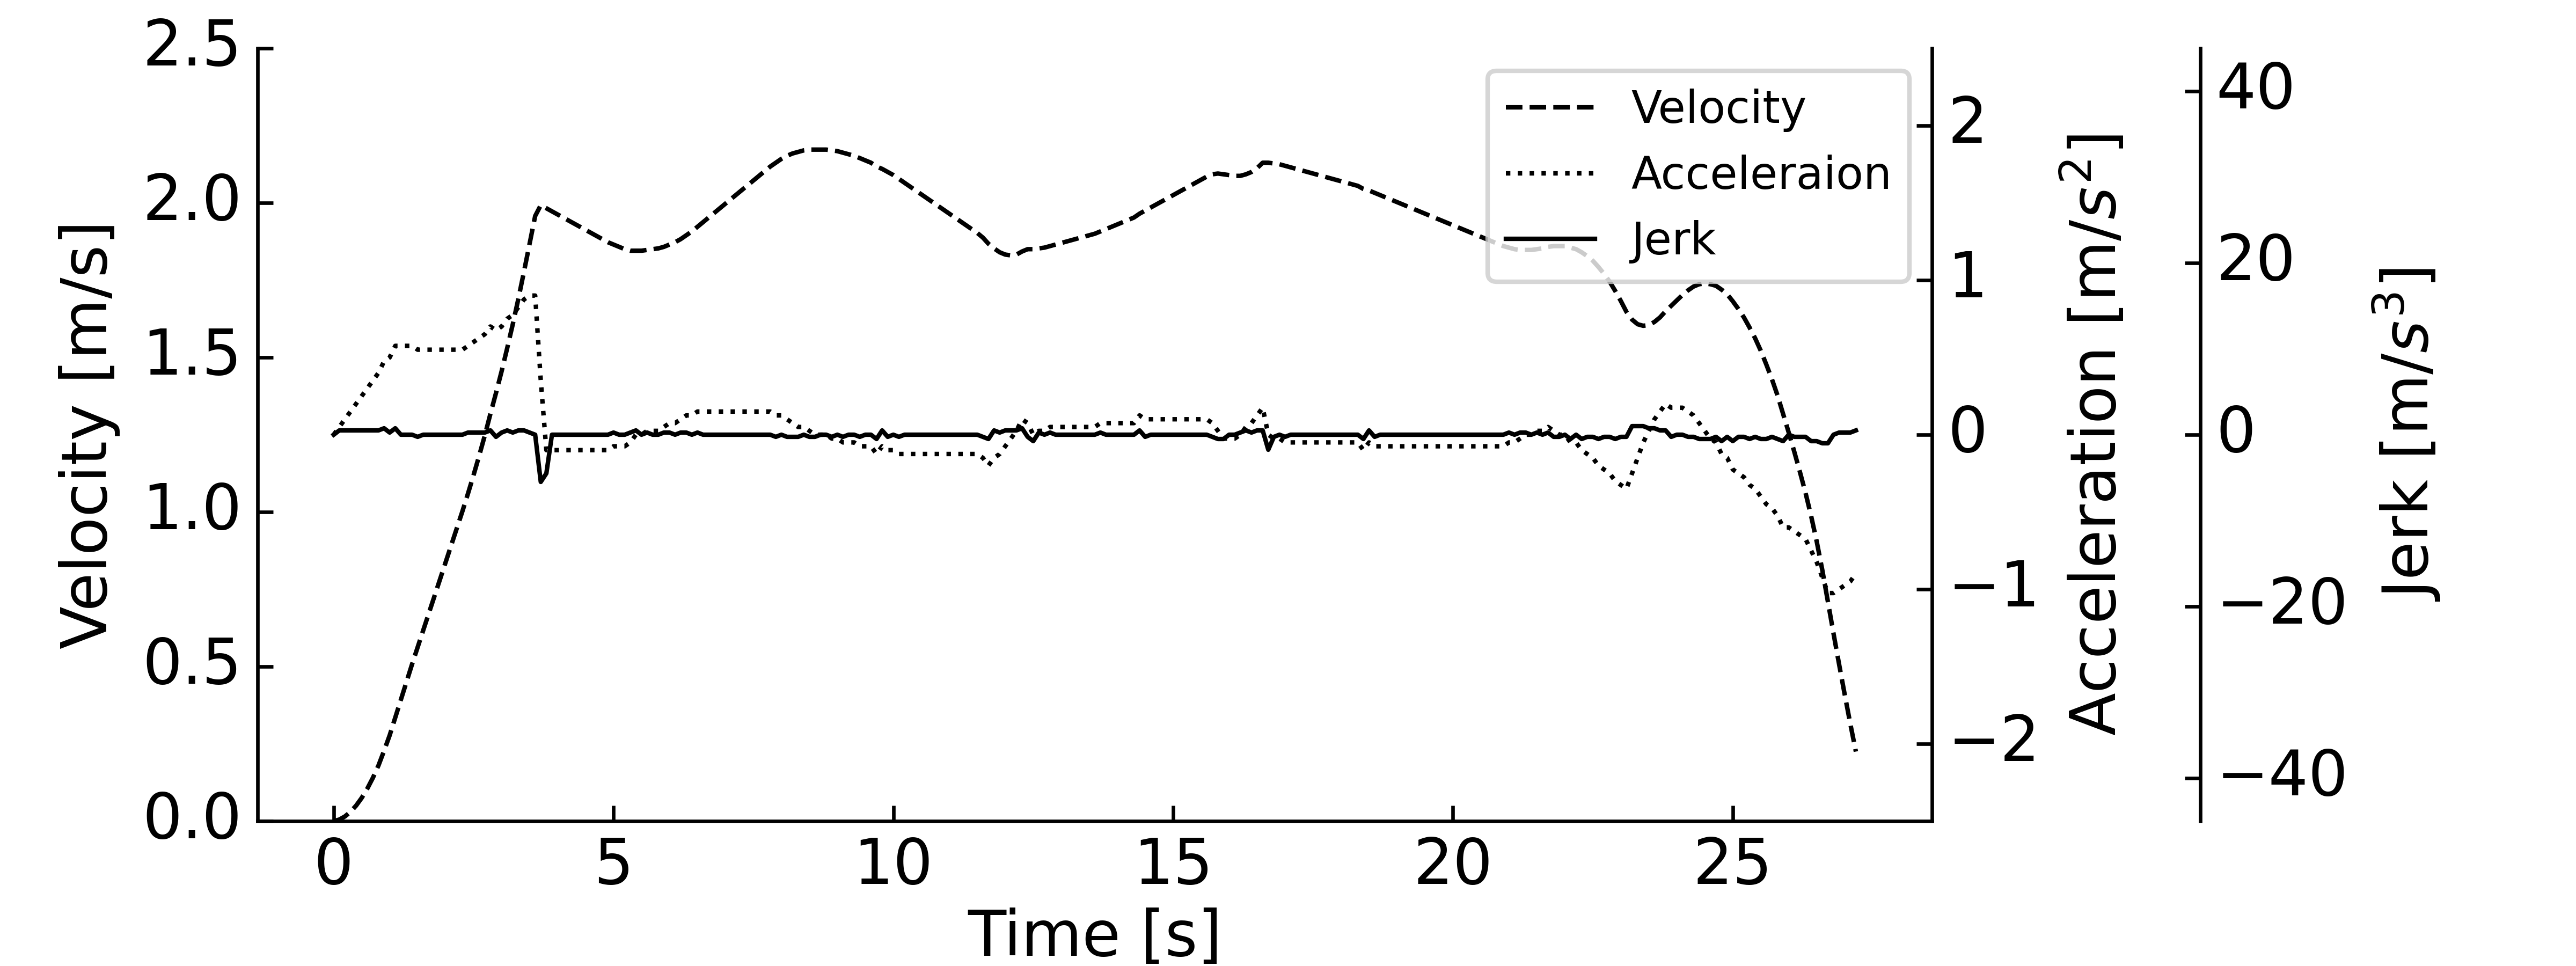 2.5
2.0
1.5
1.0
0.5
0.0
Velocity [m/s]
0 5 10 15 20 25
Time [s]
Velocity
Acceleraion
Jerk
2
1
0
−1
−2
Acceleration [m/s²]
40
20
0
−20
−40
Jerk [m/s³]